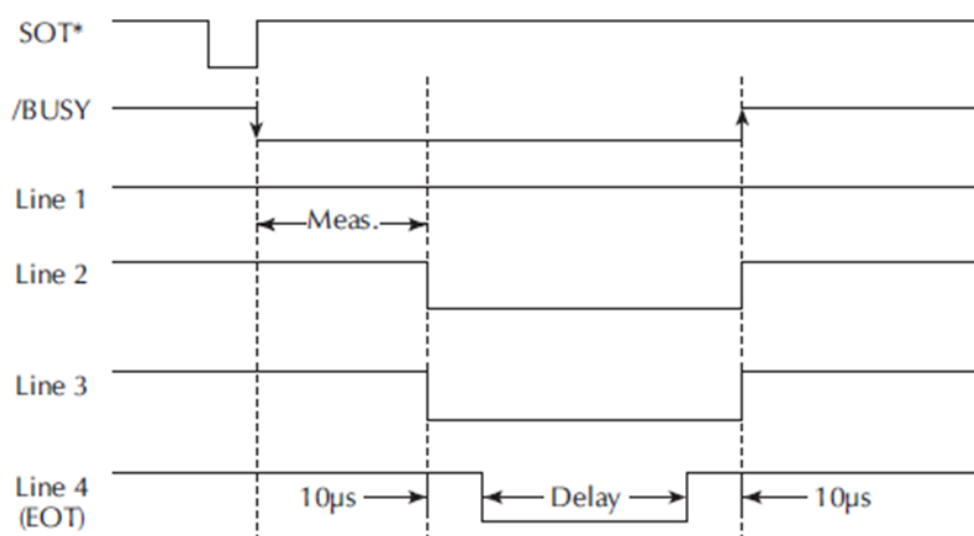 SOT*
/BUSY
Line 1
Meas.
Line 2
Line 3
Line 4
(EOT)
10µs
Delay
10µs